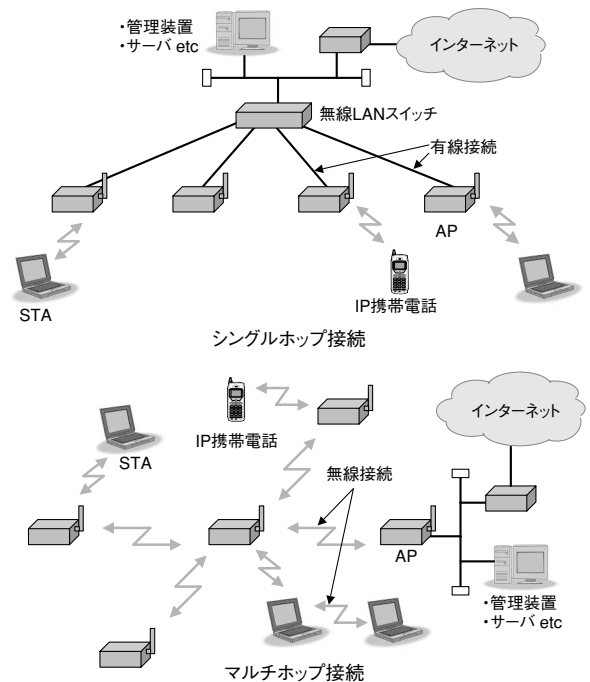 ・管理装置
・サーバ etc
インターネット
無線LANスイッチ
有線接続
AP
STA
IP携帯電話
シングルホップ接続
インターネット
IP携帯電話
STA
無線接続
AP
・管理装置
・サーバ etc
マルチホップ接続